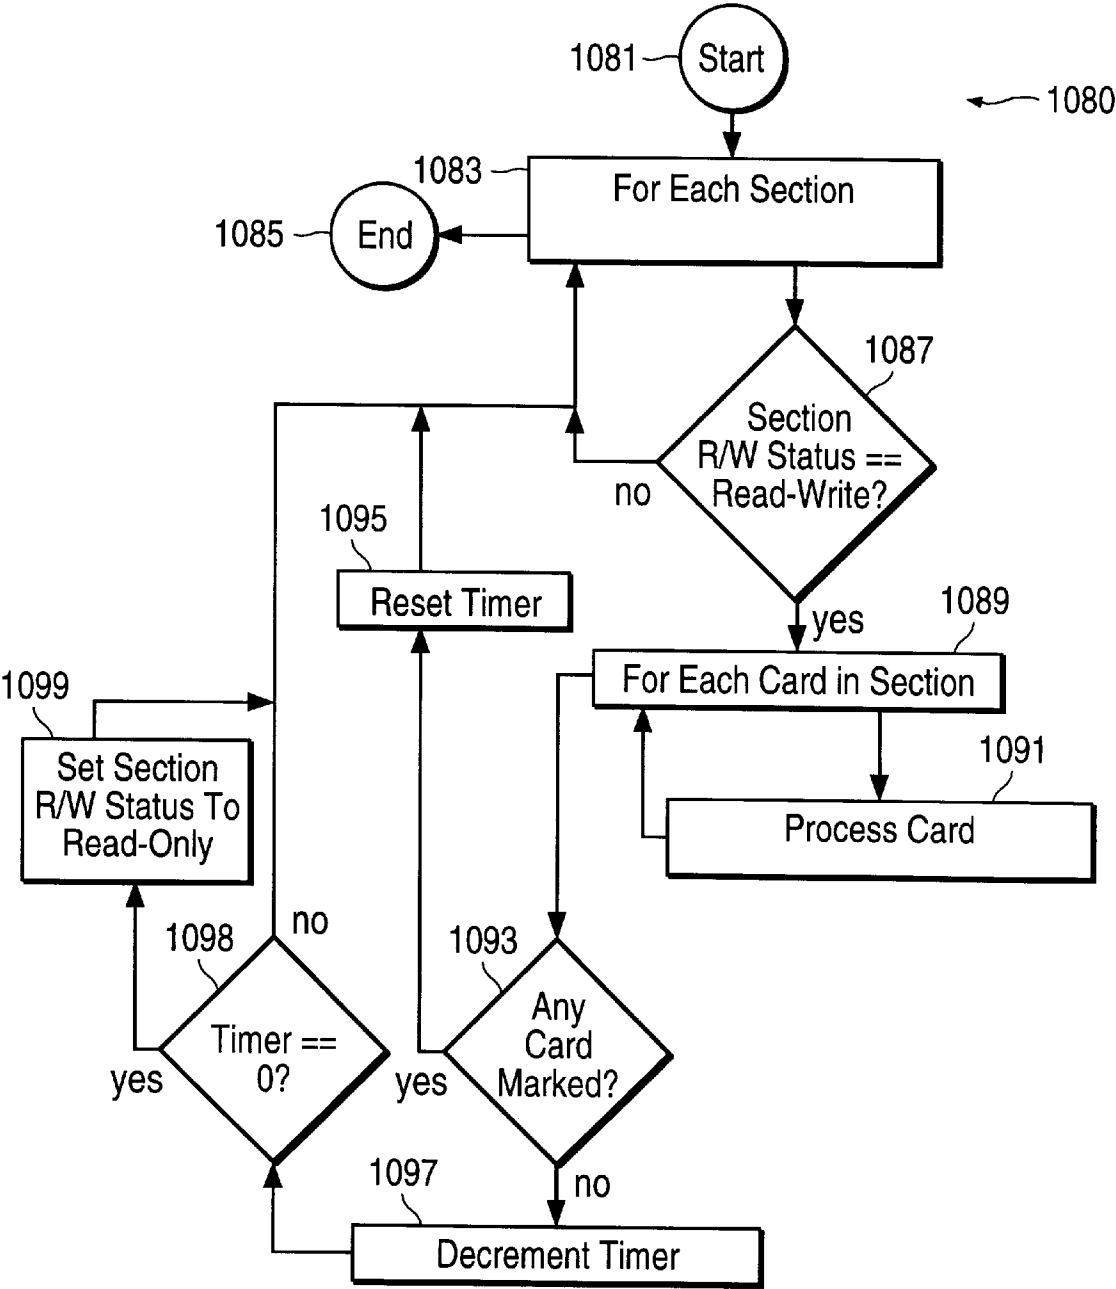 1081
Start
1080
1083
For Each Section
1085
End
1087
Section
R/W Status ==
Read-Write?
no
1095
Reset Timer
yes
1089
For Each Card in Section
1099
Set Section
R/W Status To
Read-Only
1091
Process Card
no
1098
Timer ==
0?
yes
1093
Any
Card
Marked?
yes
no
1097
Decrement Timer